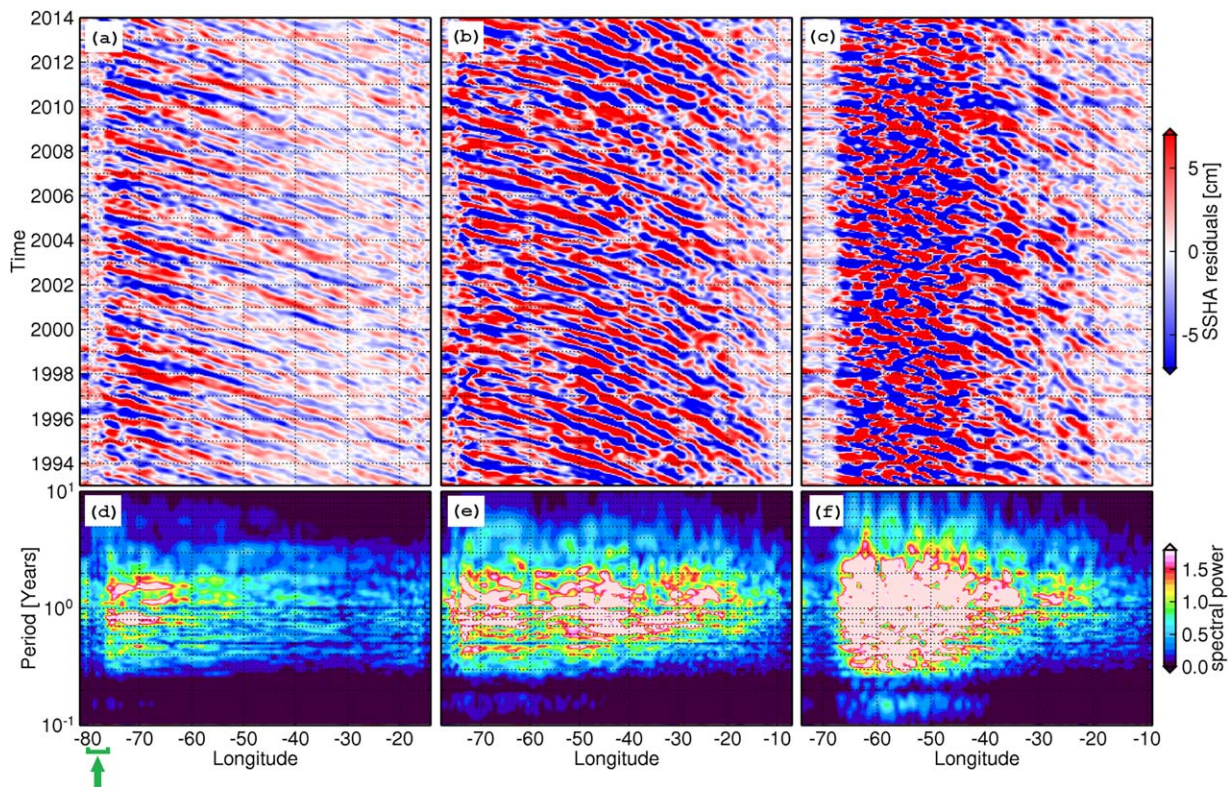 (a)
(b)
(c)
2014
2012
2010
2008
2006
2004
2002
2000
1998
1996
1994
Time
5
0
-5
SSHA residuals [cm]
(d)
(e)
(f)
10¹
10⁰
10⁻¹
Period [Years]
1.5
1.0
0.5
0.0
spectral power
-80 -70 -60 -50 -40 -30 -20
-70 -60 -50 -40 -30 -20 -10
-70 -60 -50 -40 -30 -20 -10
Longitude
Longitude
Longitude